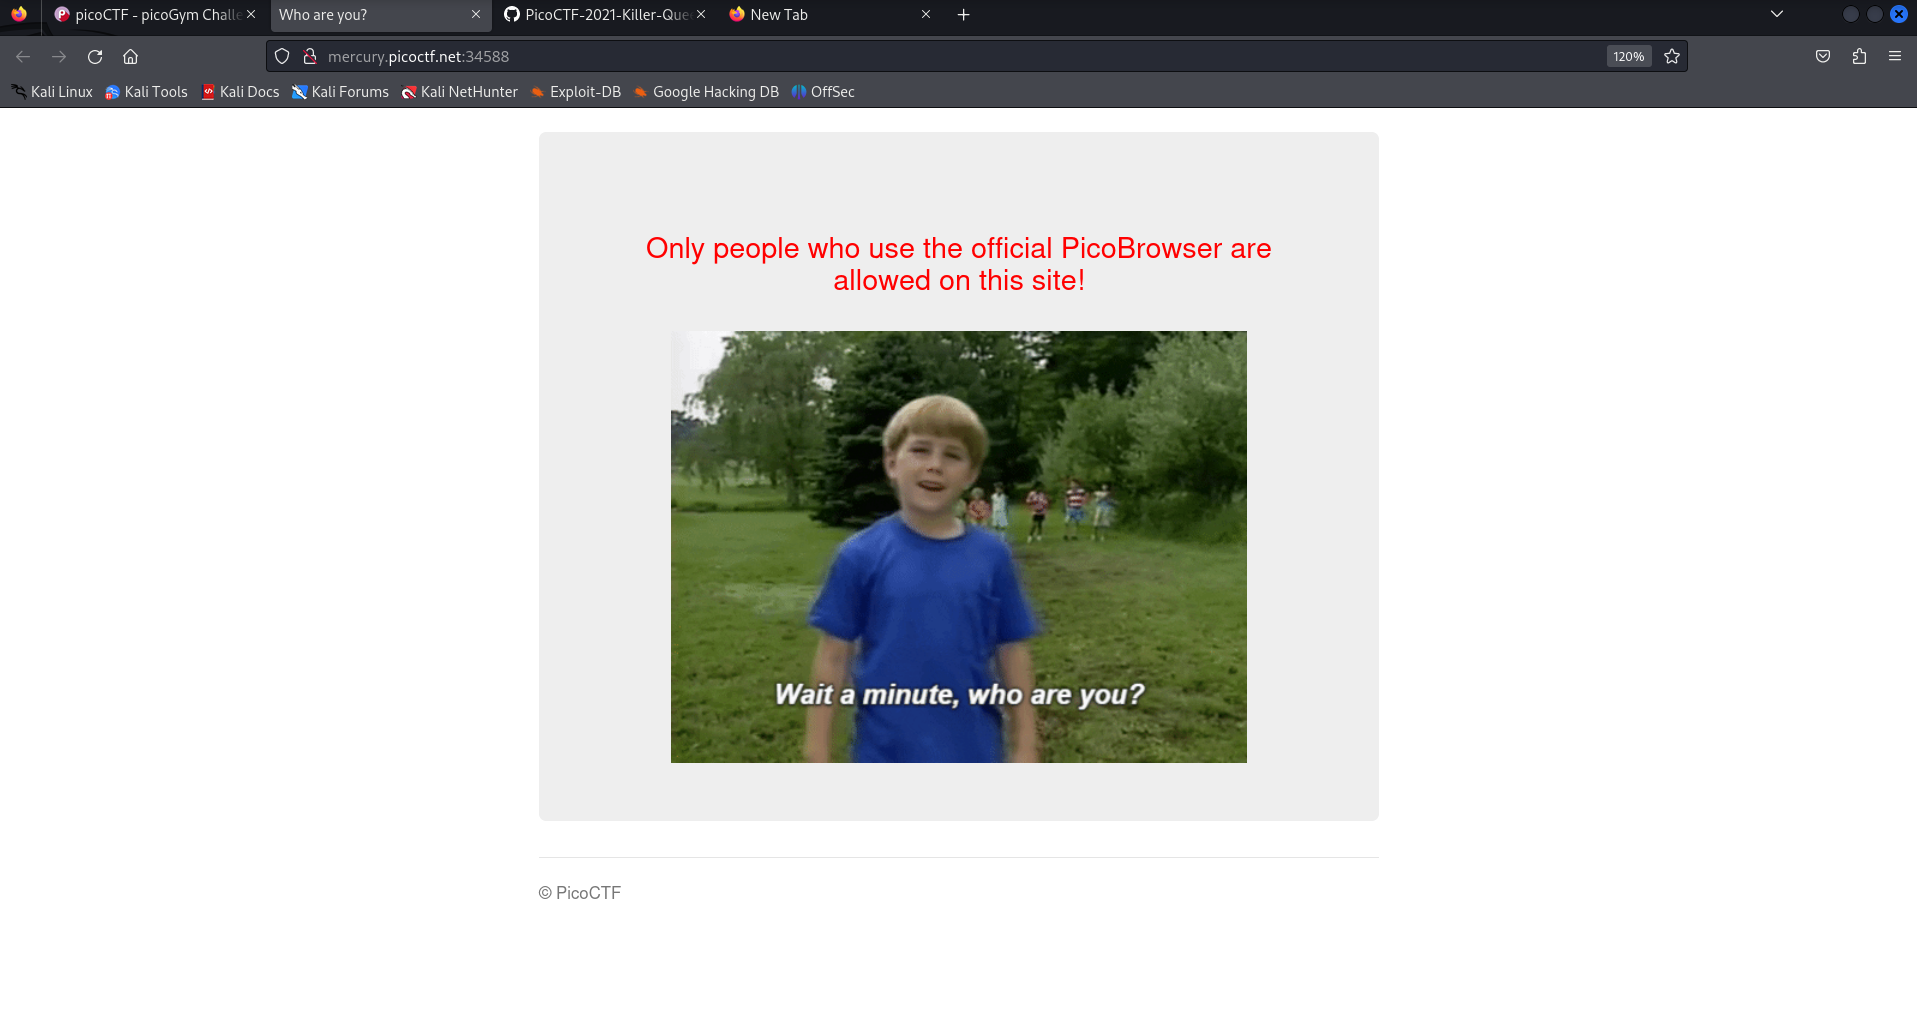 picoCTF - picoGym Challe
Who are you?
PicoCTF-2021-Killer-Que
New Tab
mercury.picoctf.net:34588
120%
Kali Linux
Kali Tools
Kali Docs
Kali Forums
Kali NetHunter
Exploit-DB
Google Hacking DB
OffSec
Only people who use the official PicoBrowser are
allowed on this site!
Wait a minute, who are you?
© PicoCTF